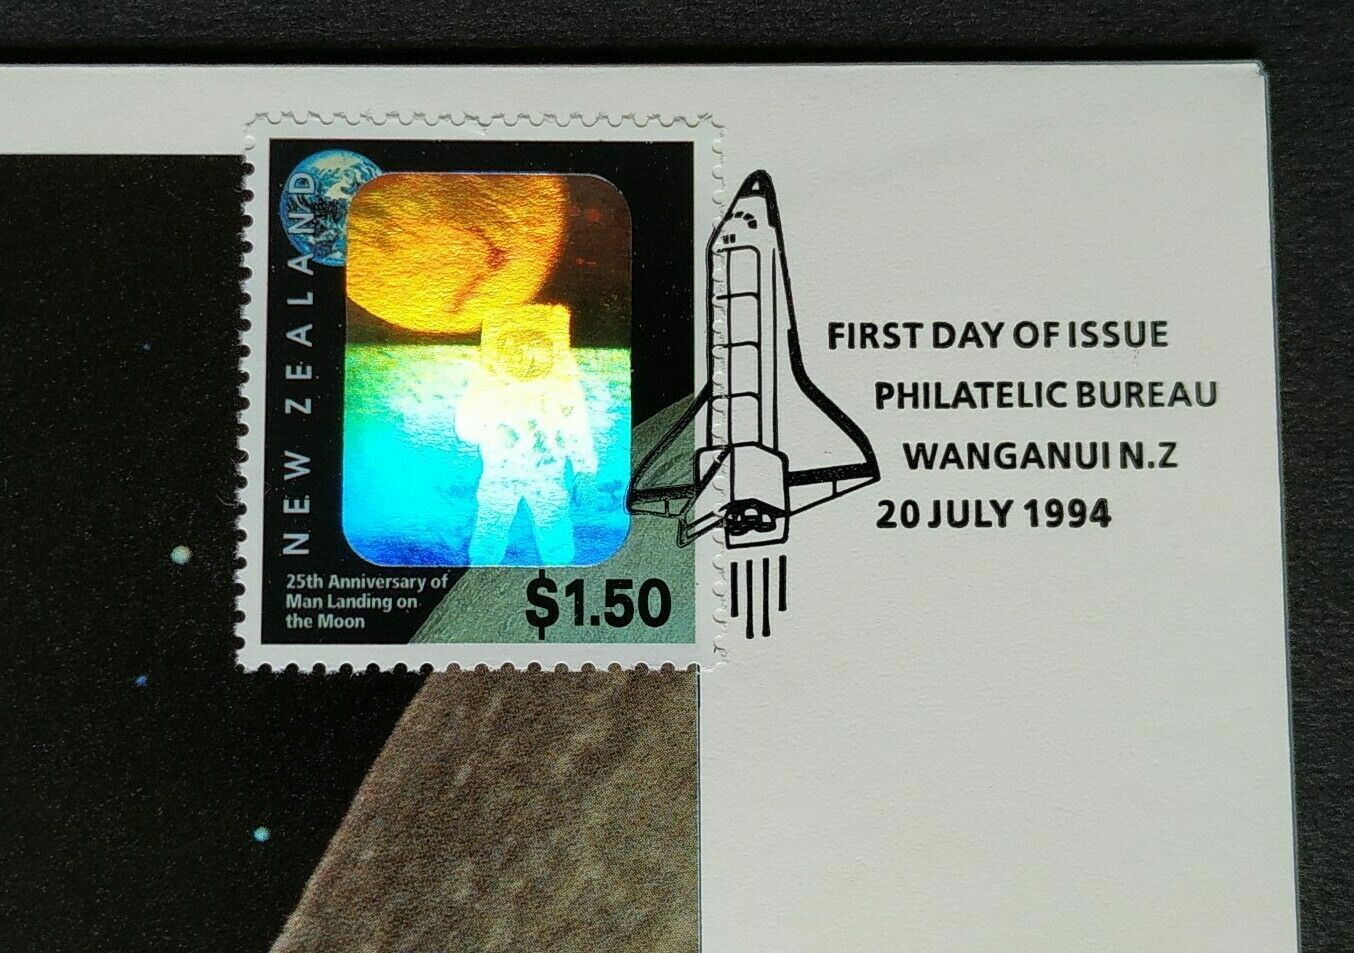 NEW ZEALAND
25th Anniversary of
Man Landing on
the Moon
$1.50
FIRST DAY OF ISSUE
PHILATELIC BUREAU
WANGANUI N.Z
20 JULY 1994